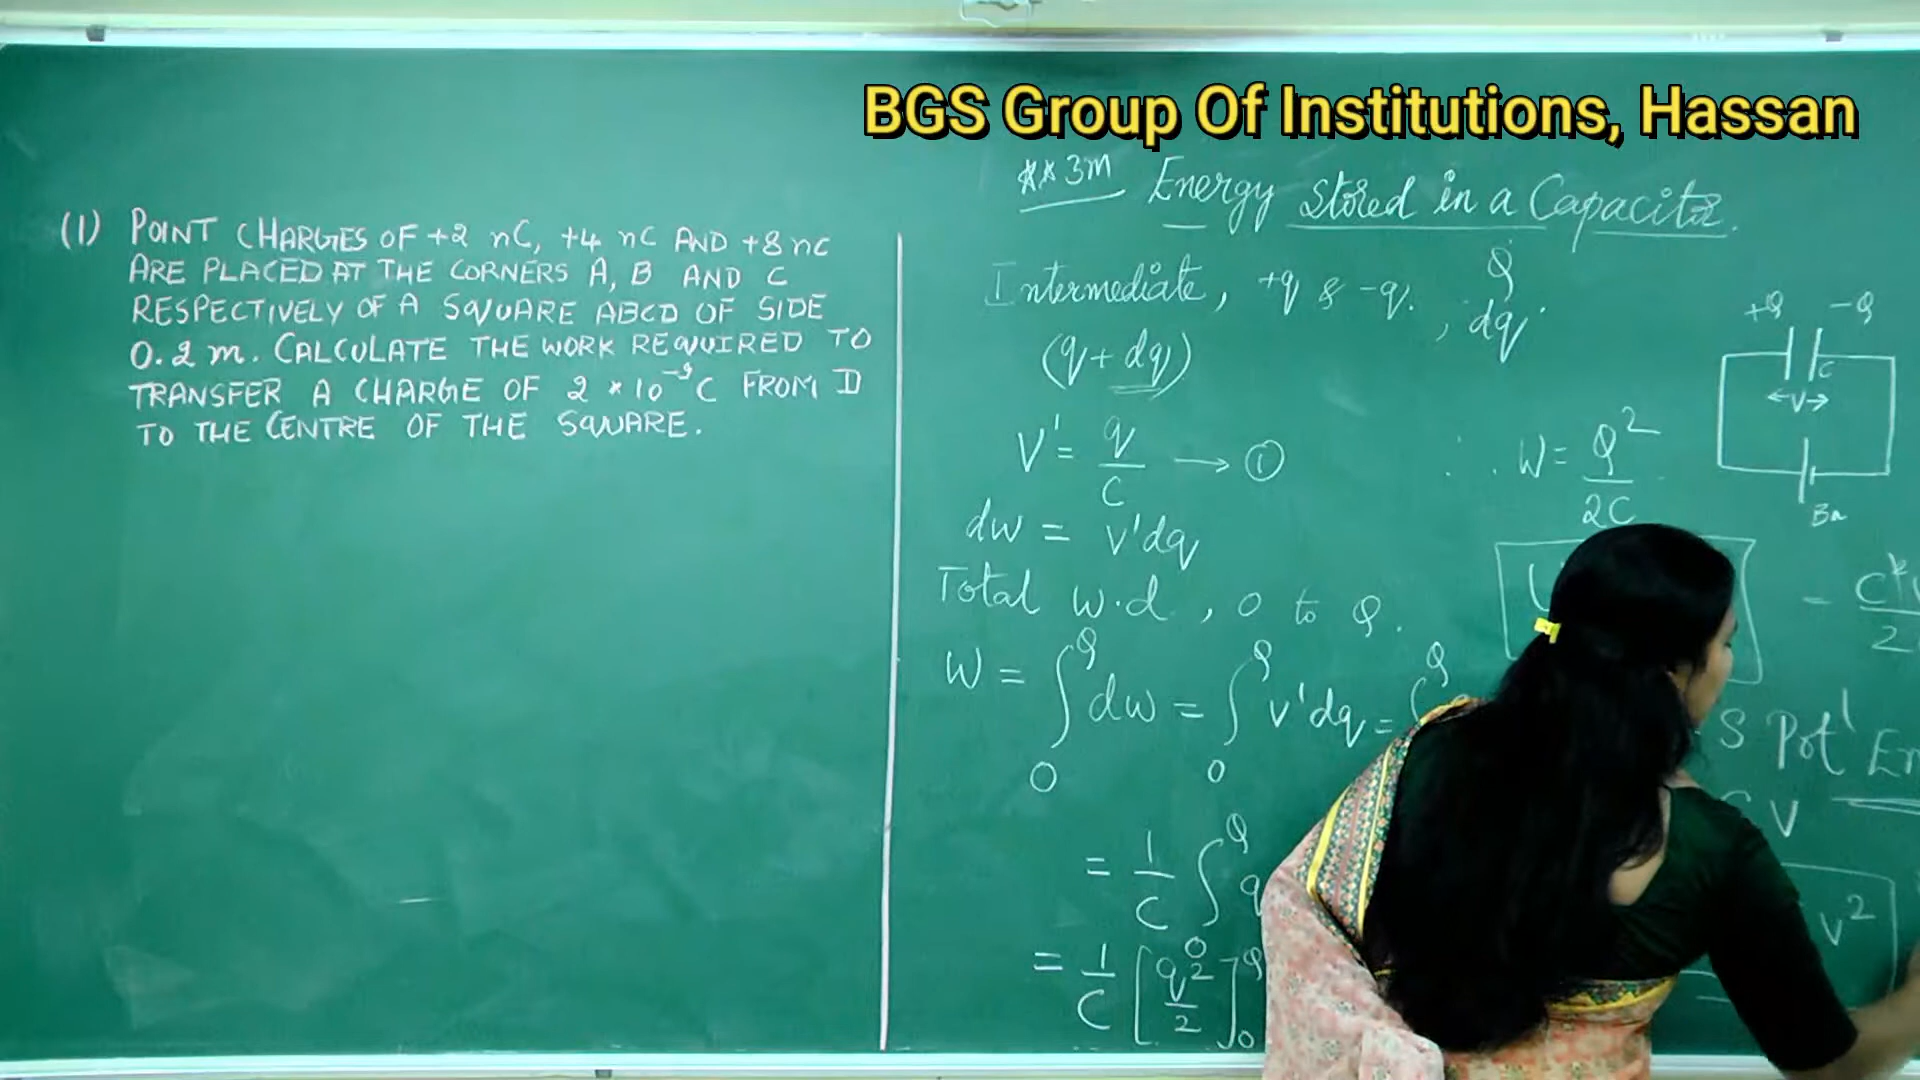 BGS Group Of Institutions, Hassan
(1) POINT CHARGES OF +2 nC, +4 nC AND +8 nC
ARE PLACED AT THE CORNERS A, B AND C
RESPECTIVELY OF A SQUARE ABCD OF SIDE
0.2 m. CALCULATE THE WORK REQUIRED TO
TRANSFER A CHARGE OF 2 * 10⁻⁹ C FROM D
TO THE CENTRE OF THE SQUARE.
** 3m Energy stored in a Capacitor.
Intermediate, +q & -q. , Q
dq.
(q + dq)
V' = q/C → ①
dw = v'dq
Total w.d , 0 to Q.
W = ∫₀^Q dw = ∫₀^Q v'dq =
= 1/C ∫₀^Q q
= 1/C [q²/2]₀^Q
∴ W = Q²/2C
+Q -Q
C
←V→
Ba
U
S Potl En
V
V²